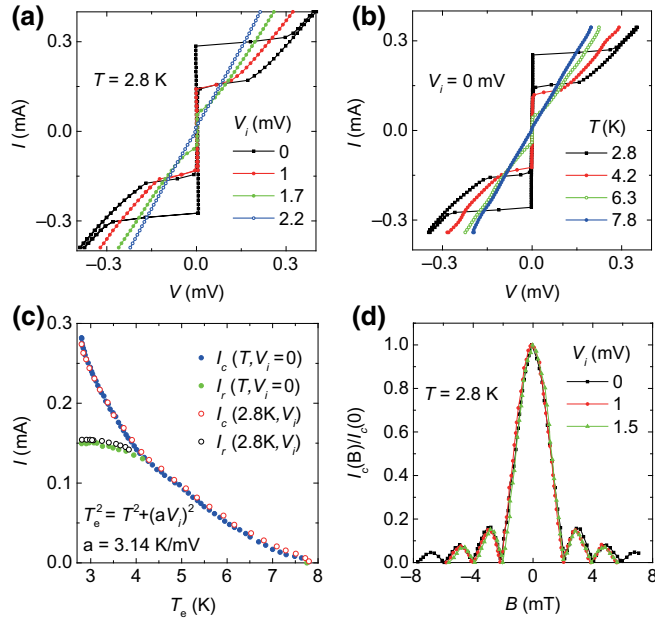 (a)
0.3
0.0
−0.3
I (mA)
T = 2.8 K
V_i (mV)
0
1
1.7
2.2
−0.3
0.0
0.3
V (mV)
(b)
0.3
0.0
−0.3
I (mA)
V_i = 0 mV
T (K)
2.8
4.2
6.3
7.8
−0.3
0.0
0.3
V (mV)
(c)
0.3
0.2
0.1
0.0
I (mA)
I_c (T, V_i=0)
I_r (T, V_i=0)
I_c (2.8K, V_i)
I_r (2.8K, V_i)
T_e^2 = T^2+(aV_i)^2
a = 3.14 K/mV
3 4 5 6 7 8
T_e (K)
(d)
1.0
0.8
0.6
0.4
0.2
0.0
I_c(B)/I_c(0)
T = 2.8 K
V_i (mV)
0
1
1.5
−8 −4 0 4 8
B (mT)